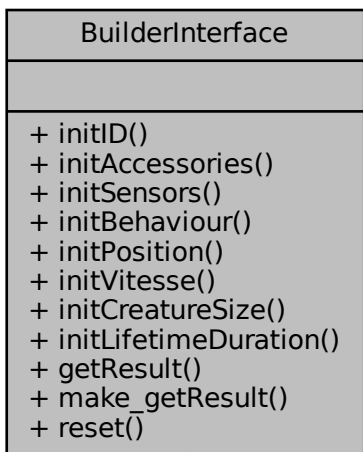 BuilderInterface
+ initID()
+ initAccessories()
+ initSensors()
+ initBehaviour()
+ initPosition()
+ initVitesse()
+ initCreatureSize()
+ initLifetimeDuration()
+ getResult()
+ make_getResult()
+ reset()